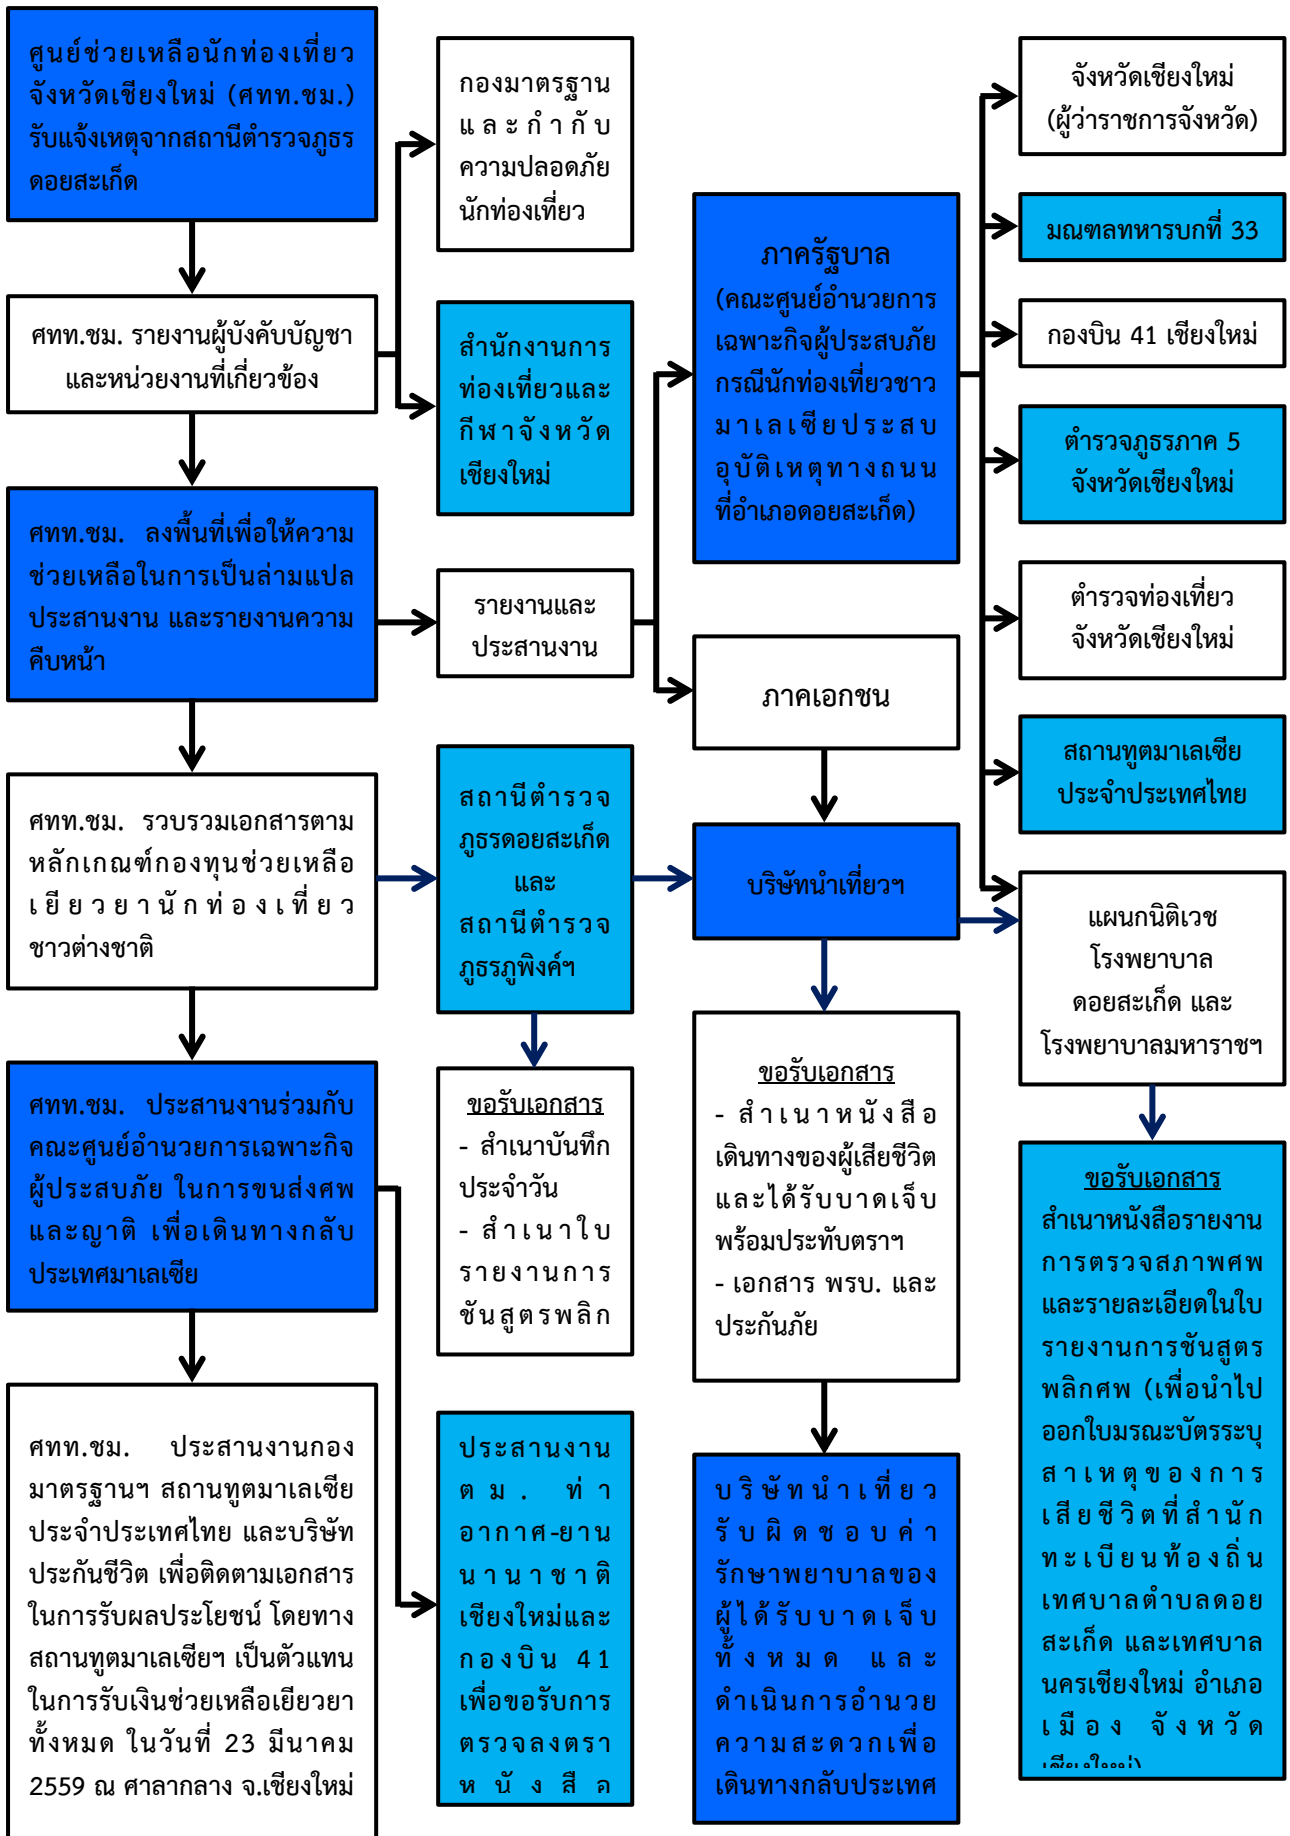 ศูนย์ช่วยเหลือนักท่องเที่ยว
จังหวัดเชียงใหม่ (ศทท.ชม.)
รับแจ้งเหตุจากสถานีตำรวจภูธร
ดอยสะเก็ด
ศทท.ชม. รายงานผู้บังคับบัญชา
และหน่วยงานที่เกี่ยวข้อง
ศทท.ชม. ลงพื้นที่เพื่อให้ความ
ช่วยเหลือในการเป็นล่ามแปล
ประสานงาน และรายงานความ
คืบหน้า
ศทท.ชม. รวบรวมเอกสารตาม
หลักเกณฑ์กองทุนช่วยเหลือ
เยียวยานักท่องเที่ยว
ชาวต่างชาติ
ศทท.ชม. ประสานงานร่วมกับ
คณะศูนย์อำนวยการเฉพาะกิจ
ผู้ประสบภัย ในการขนส่งศพ
และญาติ เพื่อเดินทางกลับ
ประเทศมาเลเซีย
ศทท.ชม. ประสานงานกอง
มาตรฐานฯ สถานทูตมาเลเซีย
ประจำประเทศไทย และบริษัท
ประกันชีวิต เพื่อติดตามเอกสาร
ในการรับผลประโยชน์ โดยทาง
สถานทูตมาเลเซียฯ เป็นตัวแทน
ในการรับเงินช่วยเหลือเยียวยา
ทั้งหมด ในวันที่ 23 มีนาคม
2559 ณ ศาลากลาง จ.เชียงใหม่
กองมาตรฐาน
และกำกับ
ความปลอดภัย
นักท่องเที่ยว
สำนักงานการ
ท่องเที่ยวและ
กีฬาจังหวัด
เชียงใหม่
รายงานและ
ประสานงาน
สถานีตำรวจ
ภูธรดอยสะเก็ด
และ
สถานีตำรวจ
ภูธรภูพิงค์ฯ
ขอรับเอกสาร
- สำเนาบันทึก
ประจำวัน
- สำเนาใบ
รายงานการ
ชันสูตรพลิก
ประสานงาน
ตม. ท่า
อากาศ-ยาน
นานาชาติ
เชียงใหม่และ
กองบิน 41
เพื่อขอรับการ
ตรวจลงตรา
หนังสือ
ภาครัฐบาล
(คณะศูนย์อำนวยการ
เฉพาะกิจผู้ประสบภัย
กรณีนักท่องเที่ยวชาว
มาเลเซียประสบ
อุบัติเหตุทางถนน
ที่อำเภอดอยสะเก็ด)
ภาคเอกชน
บริษัทนำเที่ยวฯ
ขอรับเอกสาร
- สำเนาหนังสือ
เดินทางของผู้เสียชีวิต
และได้รับบาดเจ็บ
พร้อมประทับตราฯ
- เอกสาร พรบ. และ
ประกันภัย
บริษัทนำเที่ยว
รับผิดชอบค่า
รักษาพยาบาลของ
ผู้ได้รับบาดเจ็บ
ทั้งหมด และ
ดำเนินการอำนวย
ความสะดวกเพื่อ
เดินทางกลับประเทศ
จังหวัดเชียงใหม่
(ผู้ว่าราชการจังหวัด)
มณฑลทหารบกที่ 33
กองบิน 41 เชียงใหม่
ตำรวจภูธรภาค 5
จังหวัดเชียงใหม่
ตำรวจท่องเที่ยว
จังหวัดเชียงใหม่
สถานทูตมาเลเซีย
ประจำประเทศไทย
แผนกนิติเวช
โรงพยาบาล
ดอยสะเก็ด และ
โรงพยาบาลมหาราชฯ
ขอรับเอกสาร
สำเนาหนังสือรายงาน
การตรวจสภาพศพ
และรายละเอียดในใบ
รายงานการชันสูตร
พลิกศพ (เพื่อนำไป
ออกใบมรณะบัตรระบุ
สาเหตุของการ
เสียชีวิตที่สำนัก
ทะเบียนท้องถิ่น
เทศบาลตำบลดอย
สะเก็ด และเทศบาล
นครเชียงใหม่ อำเภอ
เมือง จังหวัด
เชียงใหม่)